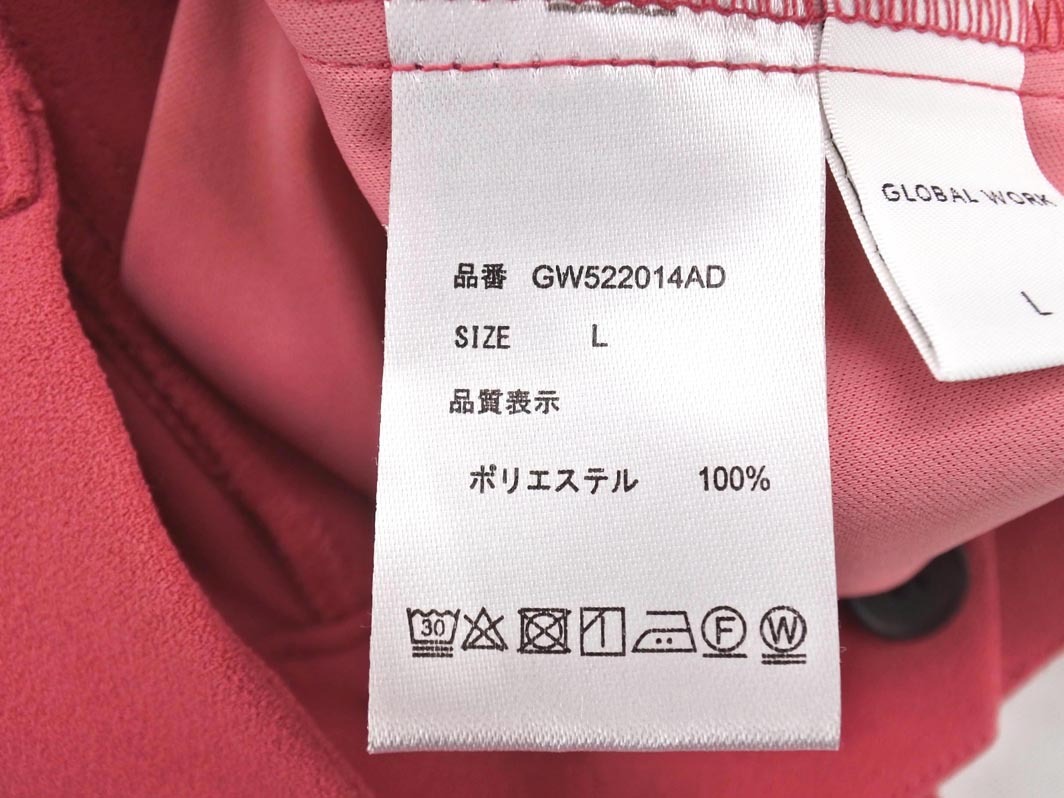 品番 GW522014AD
SIZE L
品質表示
ポリエステル 100%
30 F W
GLOBAL WORK
L